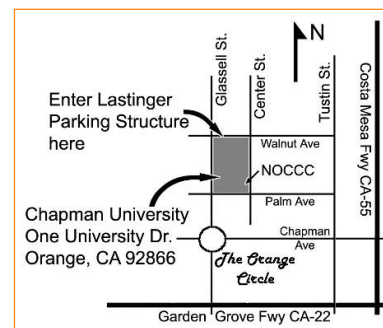 N
Glassell St.
Center St.
Tustin St.
Costa Mesa Fwy CA-55
Enter Lastinger
Parking Structure
here
Walnut Ave
NOCCC
Palm Ave
Chapman University
One University Dr.
Orange, CA 92866
Chapman
Ave
The Orange
Circle
Garden Grove Fwy CA-22